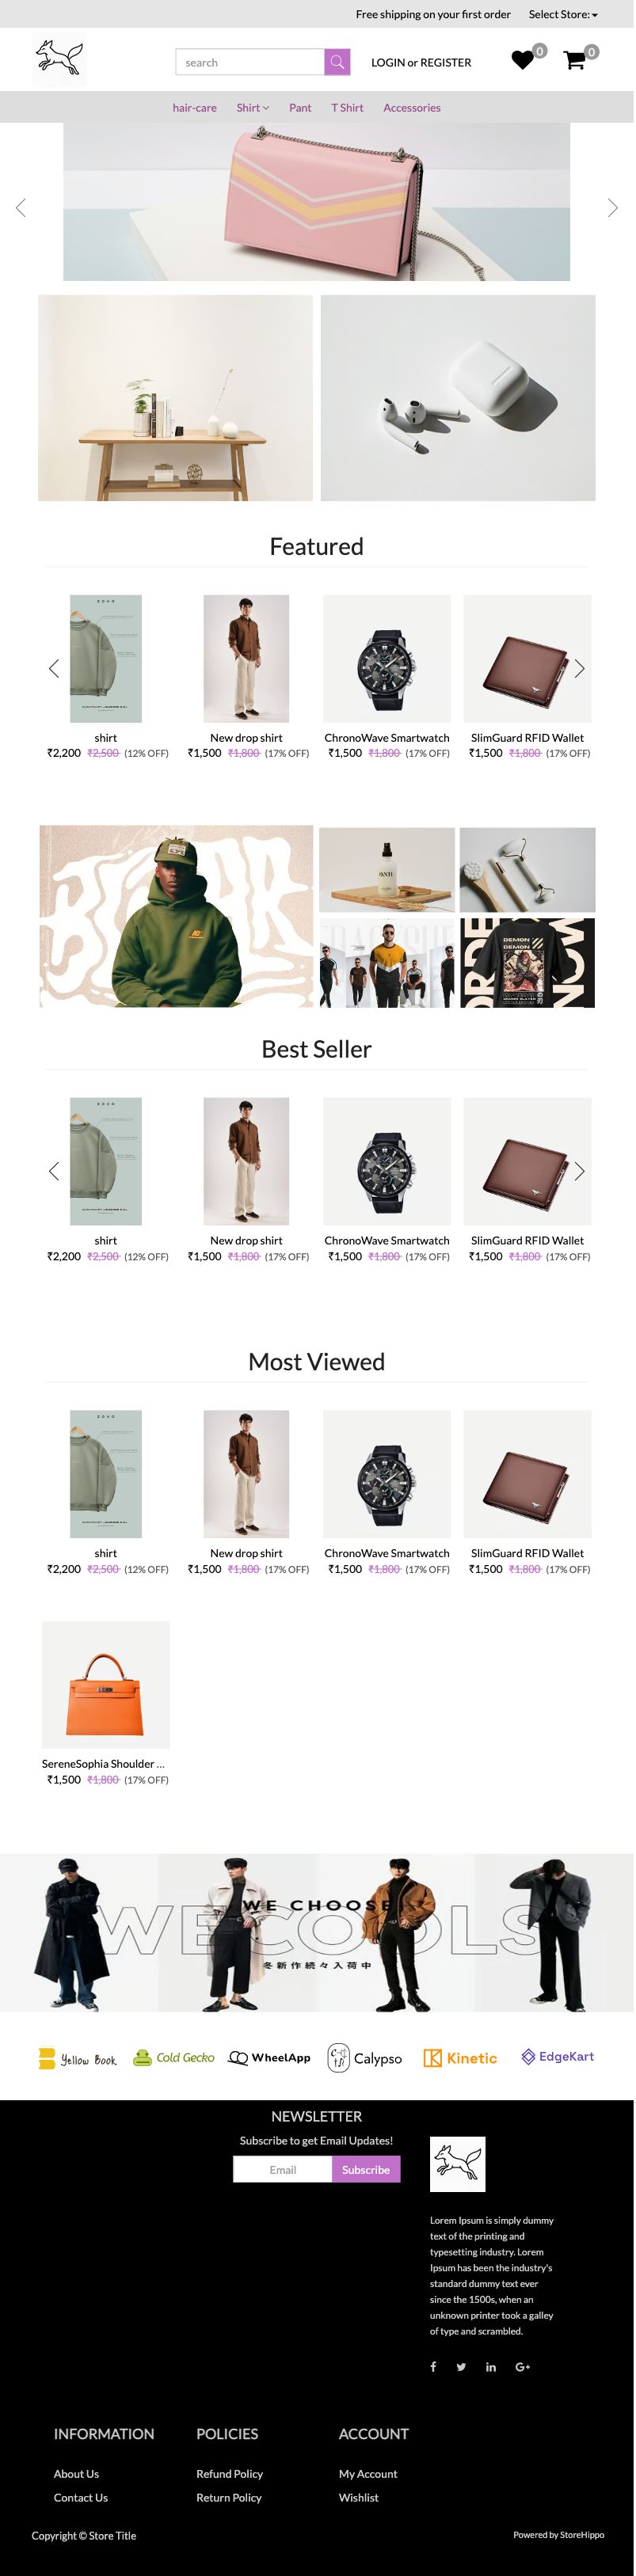 Free shipping on your first order Select Store:
search LOGIN or REGISTER 0 0
hair-care Shirt Pant T Shirt Accessories
Featured
shirt New drop shirt ChronoWave Smartwatch SlimGuard RFID Wallet
₹2,200 ₹2,500 (12% OFF) ₹1,500 ₹1,800 (17% OFF) ₹1,500 ₹1,800 (17% OFF) ₹1,500 ₹1,800 (17% OFF)
DEMON
DEMON
Best Seller
shirt New drop shirt ChronoWave Smartwatch SlimGuard RFID Wallet
₹2,200 ₹2,500 (12% OFF) ₹1,500 ₹1,800 (17% OFF) ₹1,500 ₹1,800 (17% OFF) ₹1,500 ₹1,800 (17% OFF)
Most Viewed
shirt New drop shirt ChronoWave Smartwatch SlimGuard RFID Wallet
₹2,200 ₹2,500 (12% OFF) ₹1,500 ₹1,800 (17% OFF) ₹1,500 ₹1,800 (17% OFF) ₹1,500 ₹1,800 (17% OFF)
SereneSophia Shoulder ...
₹1,500 ₹1,800 (17% OFF)
WE CHOOSE
WECOOLS
冬新作続々入荷中
Yellow Book Cold Gecko WheelApp Calypso Kinetic EdgeKart
NEWSLETTER
Subscribe to get Email Updates!
Email Subscribe
Lorem Ipsum is simply dummy
text of the printing and
typesetting industry. Lorem
Ipsum has been the industry's
standard dummy text ever
since the 1500s, when an
unknown printer took a galley
of type and scrambled.
INFORMATION POLICIES ACCOUNT
About Us Refund Policy My Account
Contact Us Return Policy Wishlist
Copyright © Store Title Powered by StoreHippo